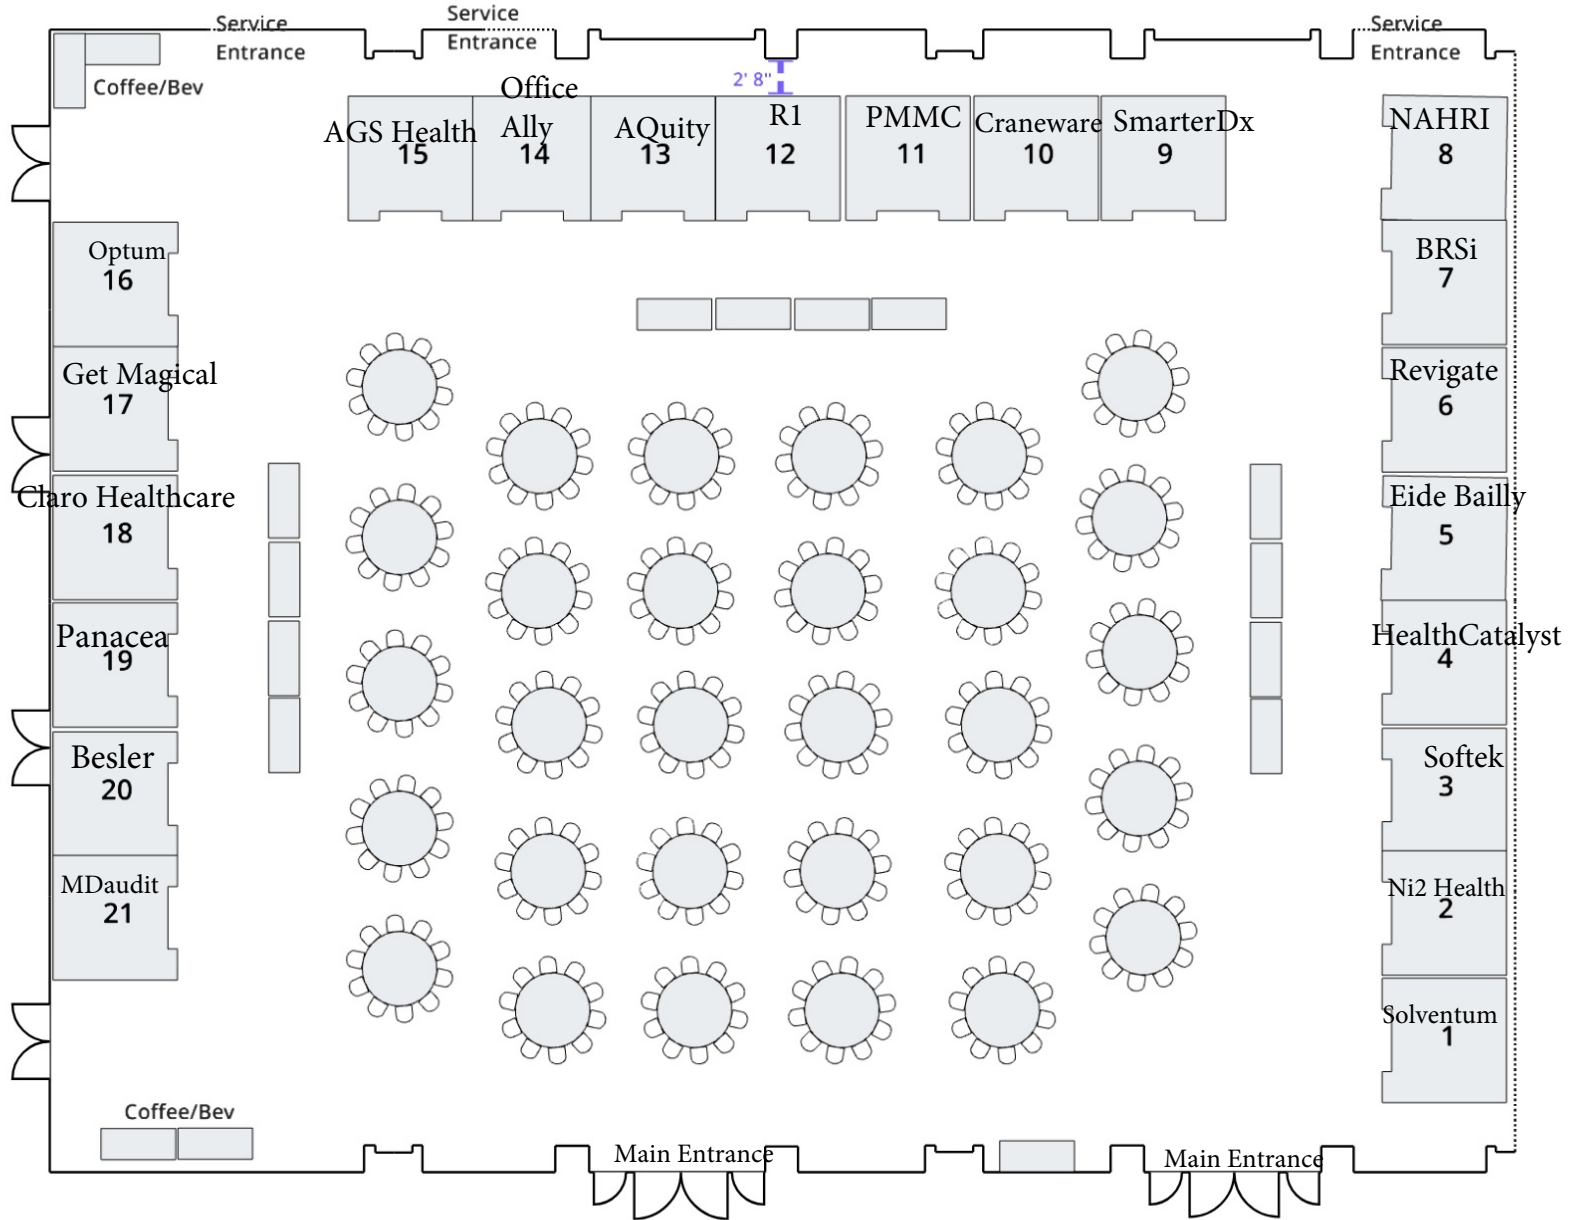 Service
Entrance
Service
Entrance
Service
Entrance
Coffee/Bev
2' 8"
AGS Health
15
Office
Ally
14
AQuity
13
R1
12
PMMC
11
Craneware
10
SmarterDx
9
NAHRI
8
Optum
16
BRSi
7
Get Magical
17
Revigate
6
Claro Healthcare
18
Eide Bailly
5
Panacea
19
HealthCatalyst
4
Besler
20
Softek
3
MDaudit
21
Ni2 Health
2
Solventum
1
Coffee/Bev
Main Entrance
Main Entrance